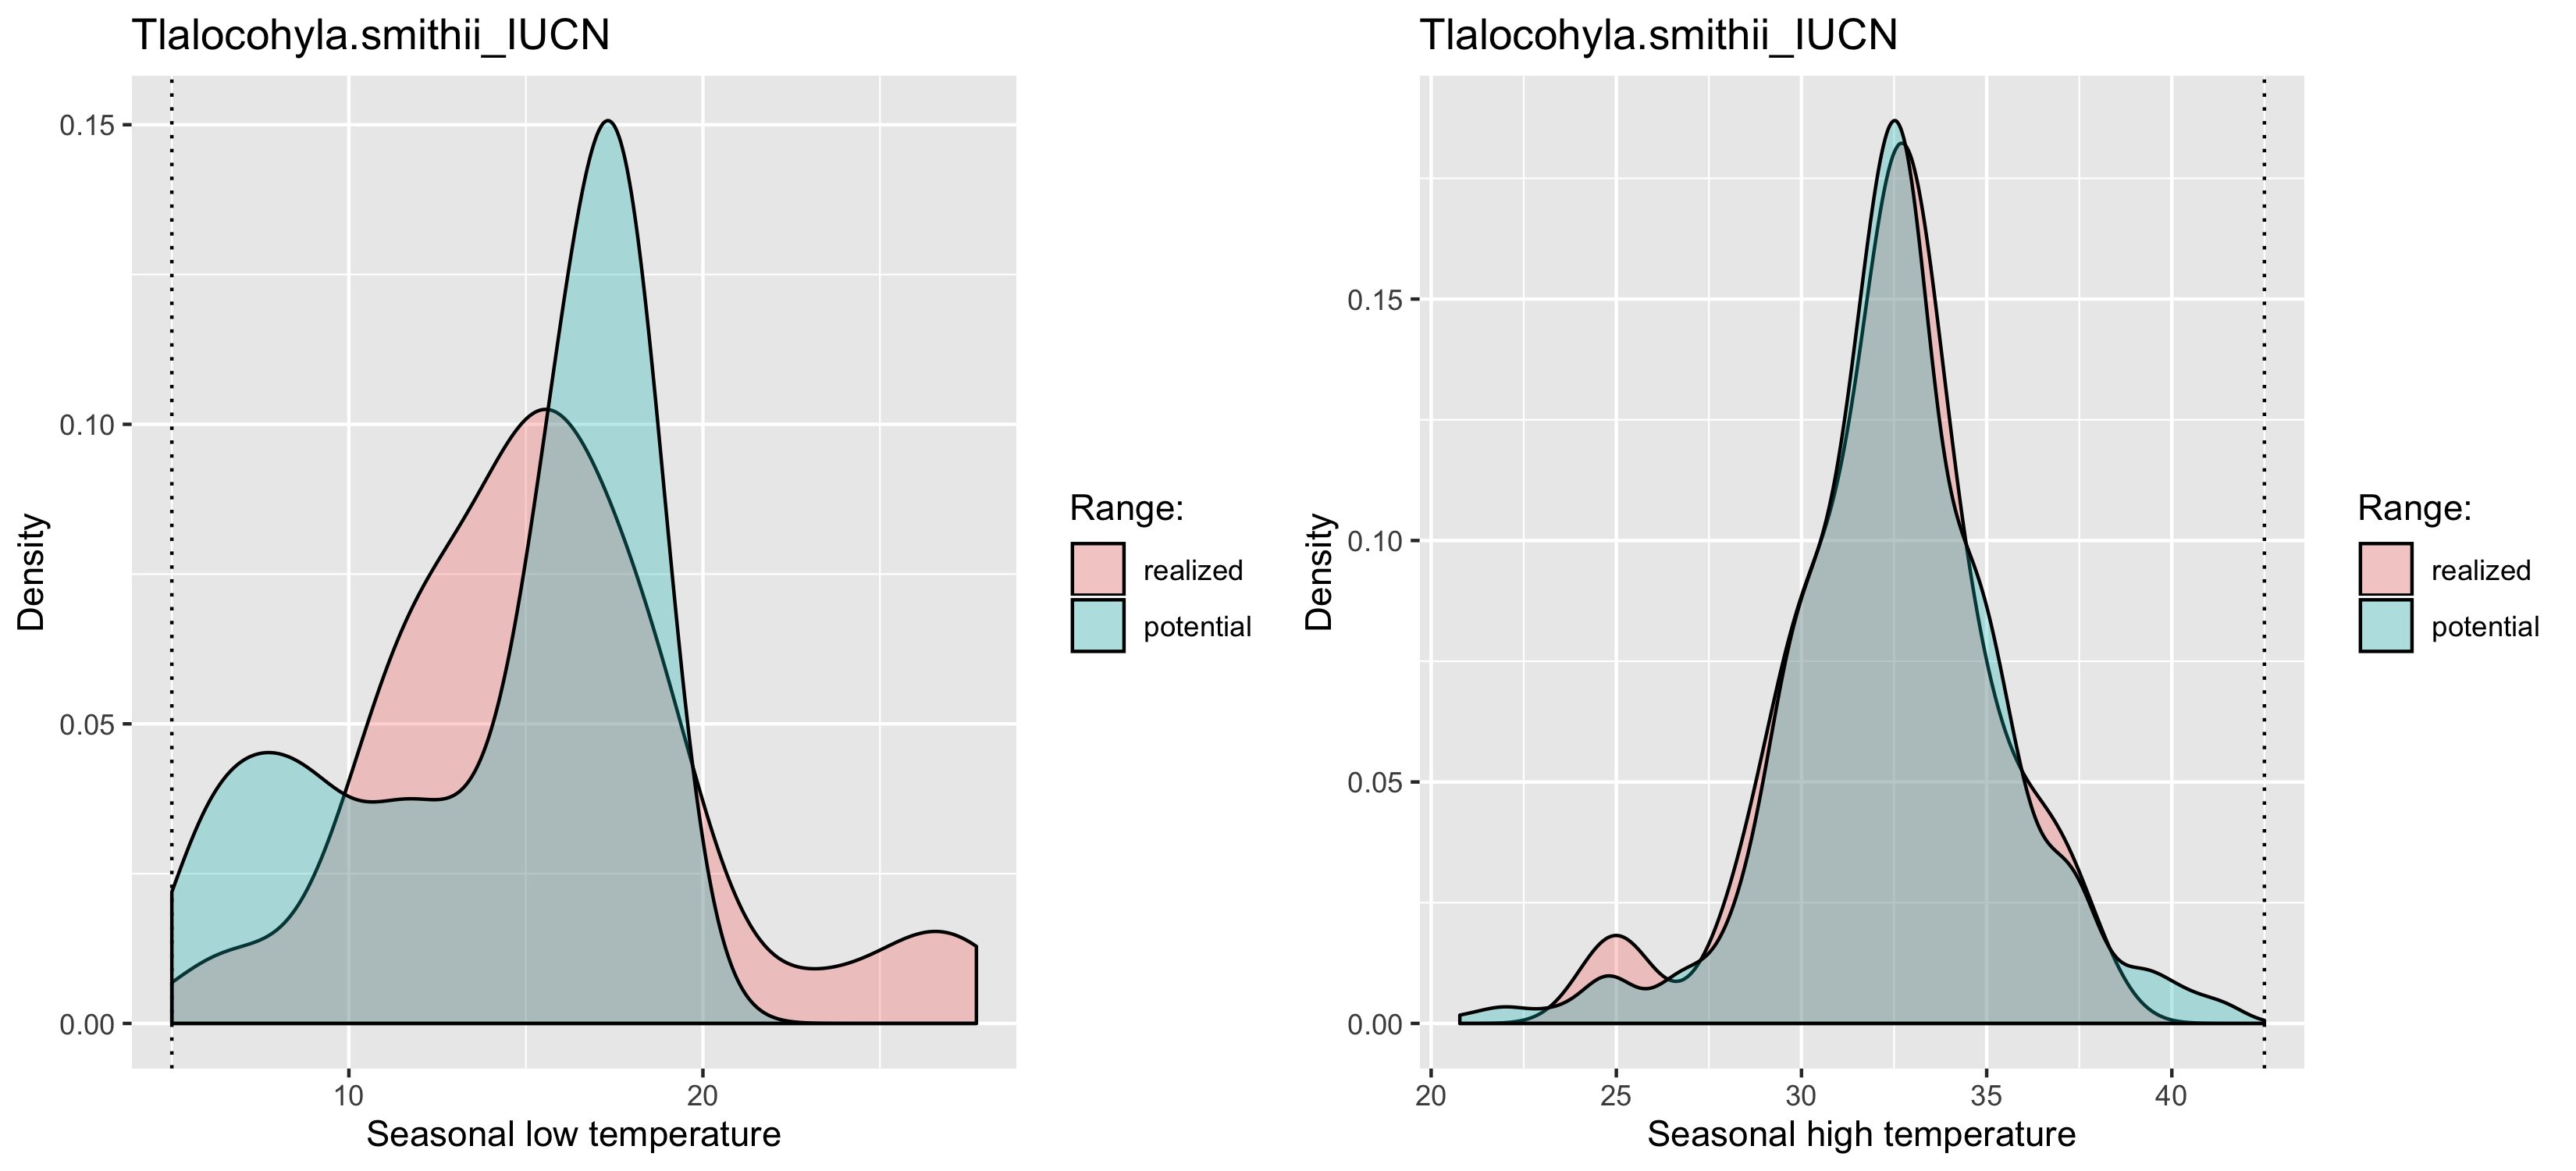 Tlalocohyla.smithii_IUCN
0.15
0.10
0.05
0.00
Density
10 20
Seasonal low temperature
Range:
realized
potential
Tlalocohyla.smithii_IUCN
0.15
0.10
0.05
0.00
Density
20 25 30 35 40
Seasonal high temperature
Range:
realized
potential